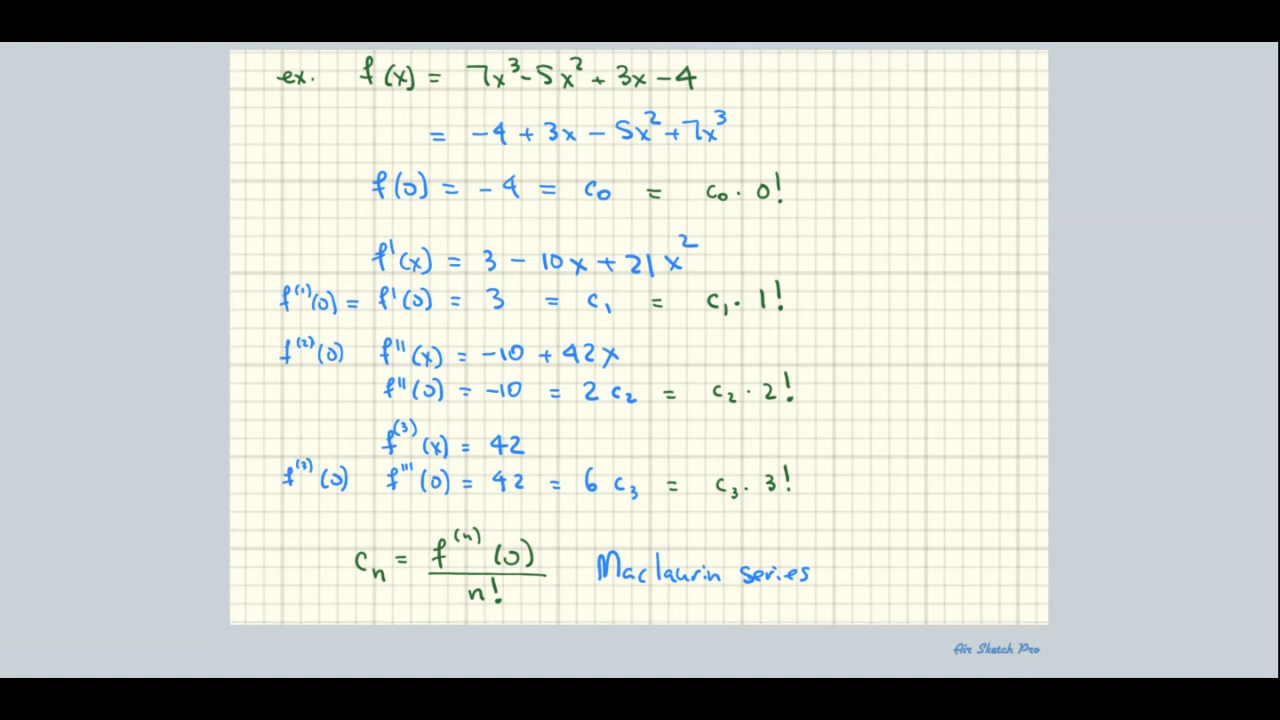 ex. f(x) = 7x³ - 5x² + 3x - 4
= -4 + 3x - 5x² + 7x³
f(0) = -4 = c₀ = c₀ · 0!
f'(x) = 3 - 10x + 21x²
f⁽¹⁾(0) = f'(0) = 3 = c₁ = c₁ · 1!
f⁽²⁾(0) f''(x) = -10 + 42x
f''(0) = -10 = 2c₂ = c₂ · 2!
f⁽³⁾(x) = 42
f⁽³⁾(0) f'''(0) = 42 = 6c₃ = c₃ · 3!
cₙ = f⁽ⁿ⁾(0) / n! Maclaurin series
Air Sketch Pro